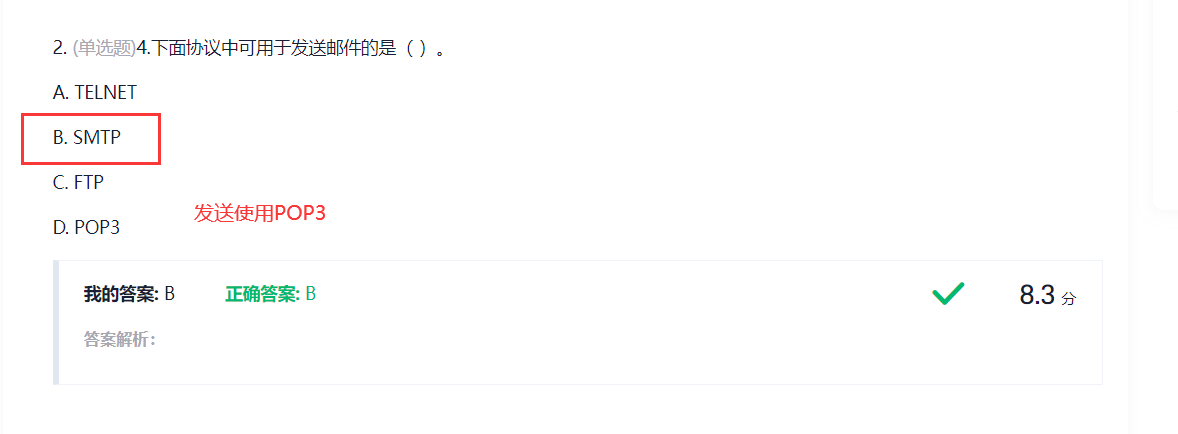 2. (单选题)4.下面协议中可用于发送邮件的是（ ）。
A. TELNET
B. SMTP
C. FTP
发送使用POP3
D. POP3
我的答案: B 正确答案: B 8.3 分
答案解析：